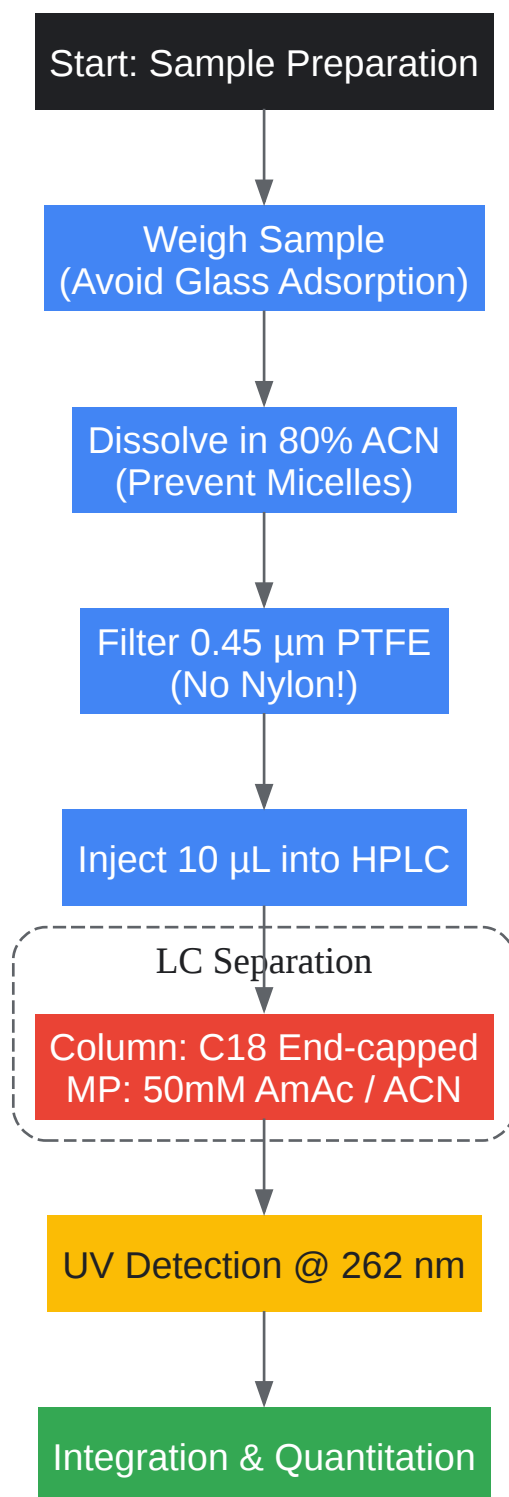 Start: Sample Preparation
Weigh Sample
(Avoid Glass Adsorption)
Dissolve in 80% ACN
(Prevent Micelles)
Filter 0.45 µm PTFE
(No Nylon!)
Inject 10 µL into HPLC
LC Separation
Column: C18 End-capped
MP: 50mM AmAc / ACN
UV Detection @ 262 nm
Integration & Quantitation